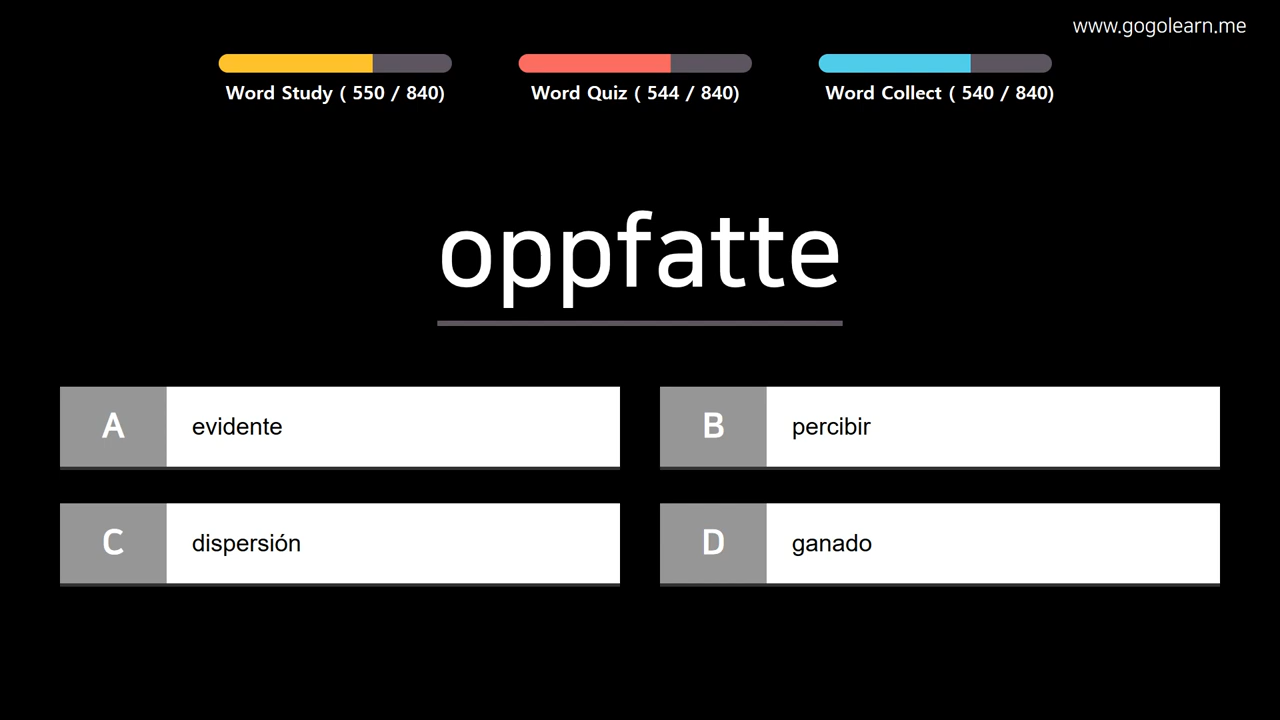 www.gogolearn.me
Word Study ( 550 / 840)
Word Quiz ( 544 / 840)
Word Collect ( 540 / 840)
oppfatte
A evidente
B percibir
C dispersión
D ganado